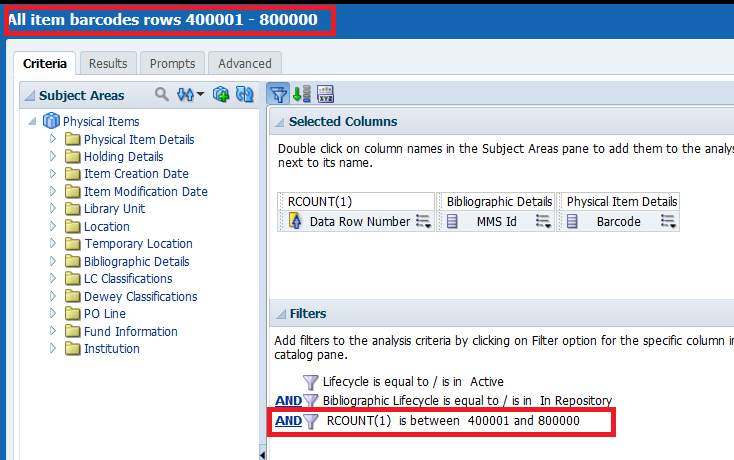 All item barcodes rows 400001 - 800000
Criteria
Results
Prompts
Advanced
Subject Areas
Physical Items
Physical Item Details
Holding Details
Item Creation Date
Item Modification Date
Library Unit
Location
Temporary Location
Bibliographic Details
LC Classifications
Dewey Classifications
PO Line
Fund Information
Institution
XYZ
Selected Columns
Double click on column names in the Subject Areas pane to add them to the analys
next to its name.
RCOUNT(1)
Bibliographic Details
Physical Item Details
Data Row Number
MMS Id
Barcode
Filters
Add filters to the analysis criteria by clicking on Filter option for the specific column in
catalog pane.
Lifecycle is equal to / is in Active
AND Bibliographic Lifecycle is equal to / is in In Repository
AND RCOUNT(1) is between 400001 and 800000